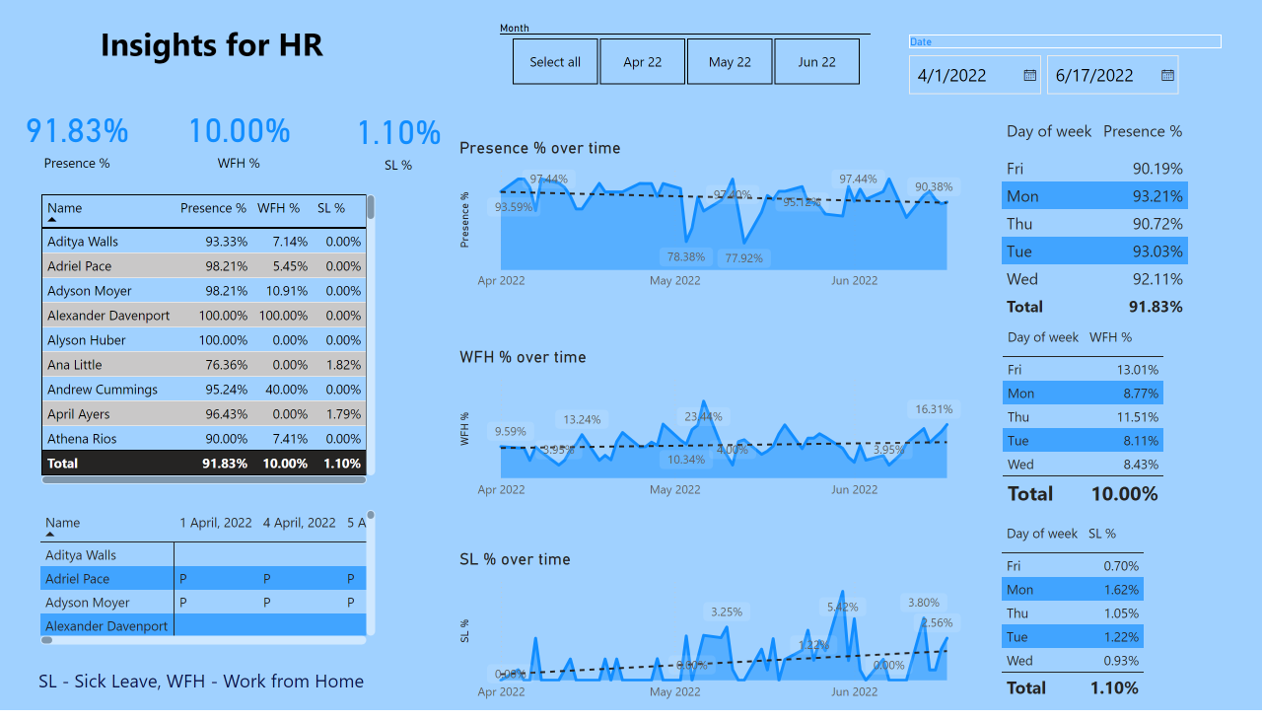 Insights for HR
Month
Select all Apr 22 May 22 Jun 22
Date
4/1/2022 6/17/2022
91.83% 10.00% 1.10%
Presence % WFH % SL %
Name Presence % WFH % SL %
Aditya Walls 93.33% 7.14% 0.00%
Adriel Pace 98.21% 5.45% 0.00%
Adyson Moyer 98.21% 10.91% 0.00%
Alexander Davenport 100.00% 100.00% 0.00%
Alyson Huber 100.00% 0.00% 0.00%
Ana Little 76.36% 0.00% 1.82%
Andrew Cummings 95.24% 40.00% 0.00%
April Ayers 96.43% 0.00% 1.79%
Athena Rios 90.00% 7.41% 0.00%
Total 91.83% 10.00% 1.10%
Name 1 April, 2022 4 April, 2022 5 A
Aditya Walls
Adriel Pace P P P
Adyson Moyer P P P
Alexander Davenport
SL - Sick Leave, WFH - Work from Home
Presence % over time
Presence %
93.59% 97.44% 78.38% 97.40% 77.92% 95.12% 97.44% 90.38%
Apr 2022 May 2022 Jun 2022
WFH % over time
WFH %
9.59% 3.95% 13.24% 10.34% 23.44% 4.00% 3.95% 16.31%
Apr 2022 May 2022 Jun 2022
SL % over time
SL %
0.00% 0.00% 3.25% 1.22% 5.42% 0.00% 3.80% 2.56%
Apr 2022 May 2022 Jun 2022
Day of week Presence %
Fri 90.19%
Mon 93.21%
Thu 90.72%
Tue 93.03%
Wed 92.11%
Total 91.83%
Day of week WFH %
Fri 13.01%
Mon 8.77%
Thu 11.51%
Tue 8.11%
Wed 8.43%
Total 10.00%
Day of week SL %
Fri 0.70%
Mon 1.62%
Thu 1.05%
Tue 1.22%
Wed 0.93%
Total 1.10%